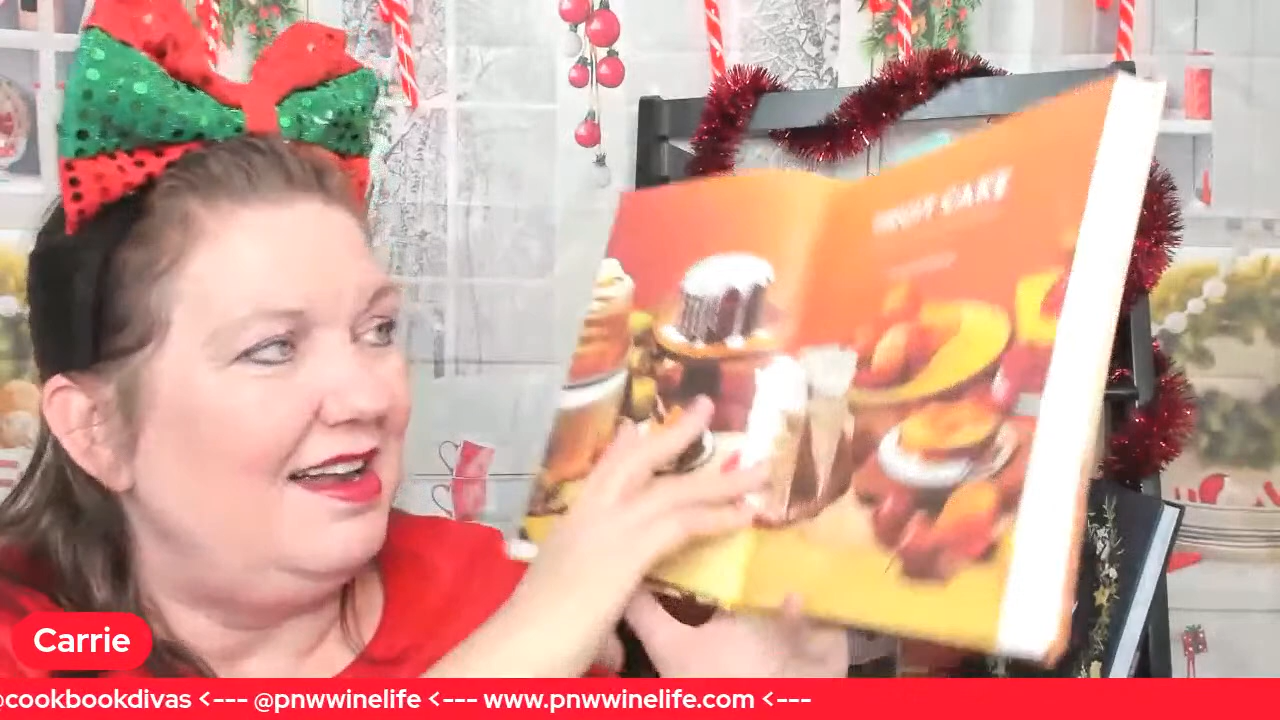 FRUIT CAKE
Carrie
@cookbookdivas <--- @pnwwinelife <--- www.pnwwinelife.com <---